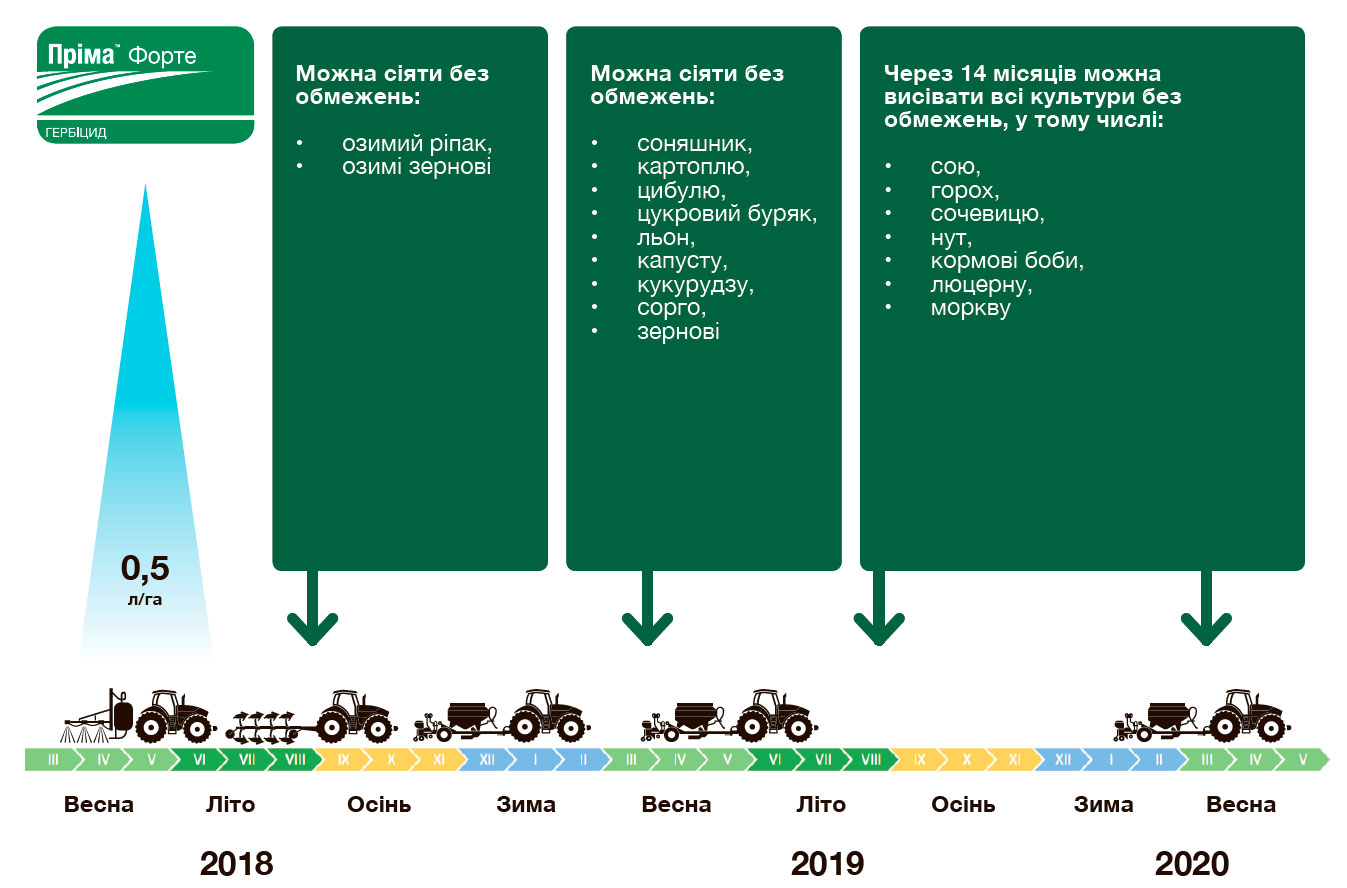 Пріма™ Форте
ГЕРБІЦИД
Можна сіяти без
обмежень:
• озимий ріпак,
• озимі зернові
Можна сіяти без
обмежень:
• соняшник,
• картоплю,
• цибулю,
• цукровий буряк,
• льон,
• капусту,
• кукурудзу,
• сорго,
• зернові
Через 14 місяців можна
висівати всі культури без
обмежень, у тому числі:
• сою,
• горох,
• сочевицю,
• нут,
• кормові боби,
• люцерну,
• моркву
0,5
л/га
III IV V VI VII VIII IX X XI XII I II III IV V VI VII VIII IX X XI XII I II III IV V
Весна Літо Осінь Зима Весна Літо Осінь Зима Весна
2018 2019 2020